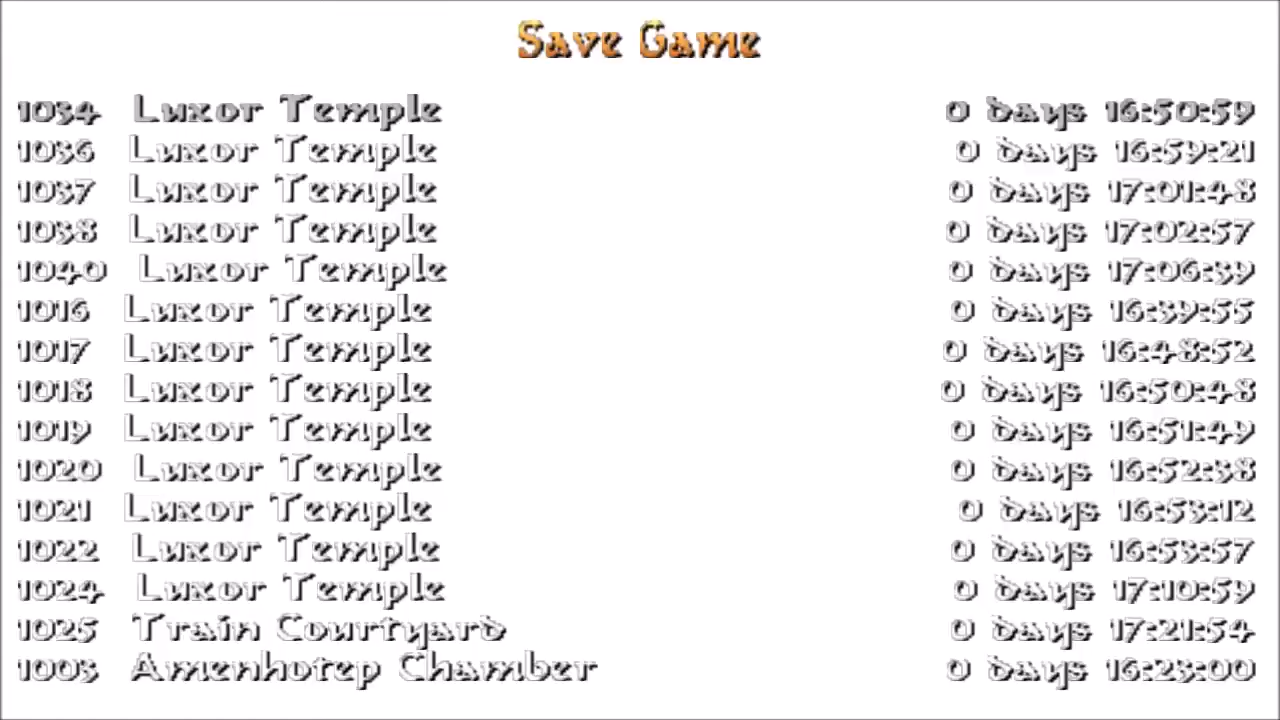 Save Game
1034 Luxor Temple 0 days 16:50:59
1036 Luxor Temple 0 days 16:59:21
1037 Luxor Temple 0 days 17:01:48
1038 Luxor Temple 0 days 17:02:57
1040 Luxor Temple 0 days 17:06:39
1016 Luxor Temple 0 days 16:39:55
1017 Luxor Temple 0 days 16:48:52
1018 Luxor Temple 0 days 16:50:48
1019 Luxor Temple 0 days 16:51:49
1020 Luxor Temple 0 days 16:52:38
1021 Luxor Temple 0 days 16:53:12
1022 Luxor Temple 0 days 16:53:57
1024 Luxor Temple 0 days 17:10:59
1025 Train Courtyard 0 days 17:21:54
1003 Amenhotep Chamber 0 days 16:23:00